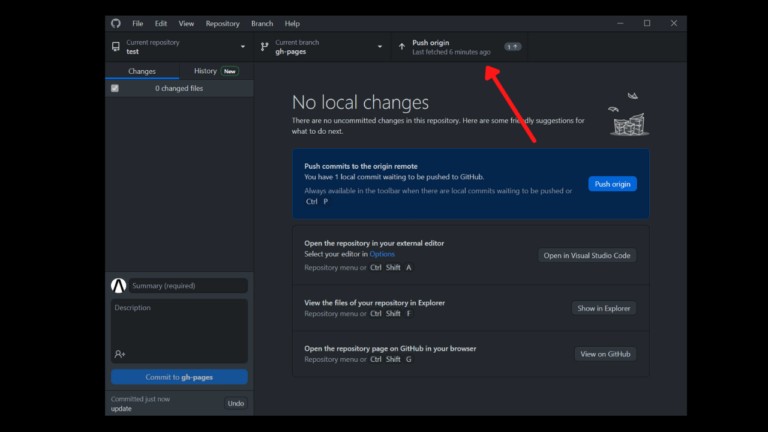 File Edit View Repository Branch Help
Current repository
test
Current branch
gh-pages
Push origin
Last fetched 6 minutes ago
1
Changes
History New
0 changed files
No local changes
There are no uncommitted changes in this repository. Here are some friendly suggestions for
what to do next.
Push commits to the origin remote
You have 1 local commit waiting to be pushed to GitHub.
Always available in the toolbar when there are local commits waiting to be pushed or
Ctrl P
Push origin
Open the repository in your external editor
Select your editor in Options
Repository menu or Ctrl Shift A
Open in Visual Studio Code
View the files of your repository in Explorer
Repository menu or Ctrl Shift F
Show in Explorer
Open the repository page on GitHub in your browser
Repository menu or Ctrl Shift G
View on GitHub
Summary (required)
Description
Commit to gh-pages
Committed just now
update
Undo